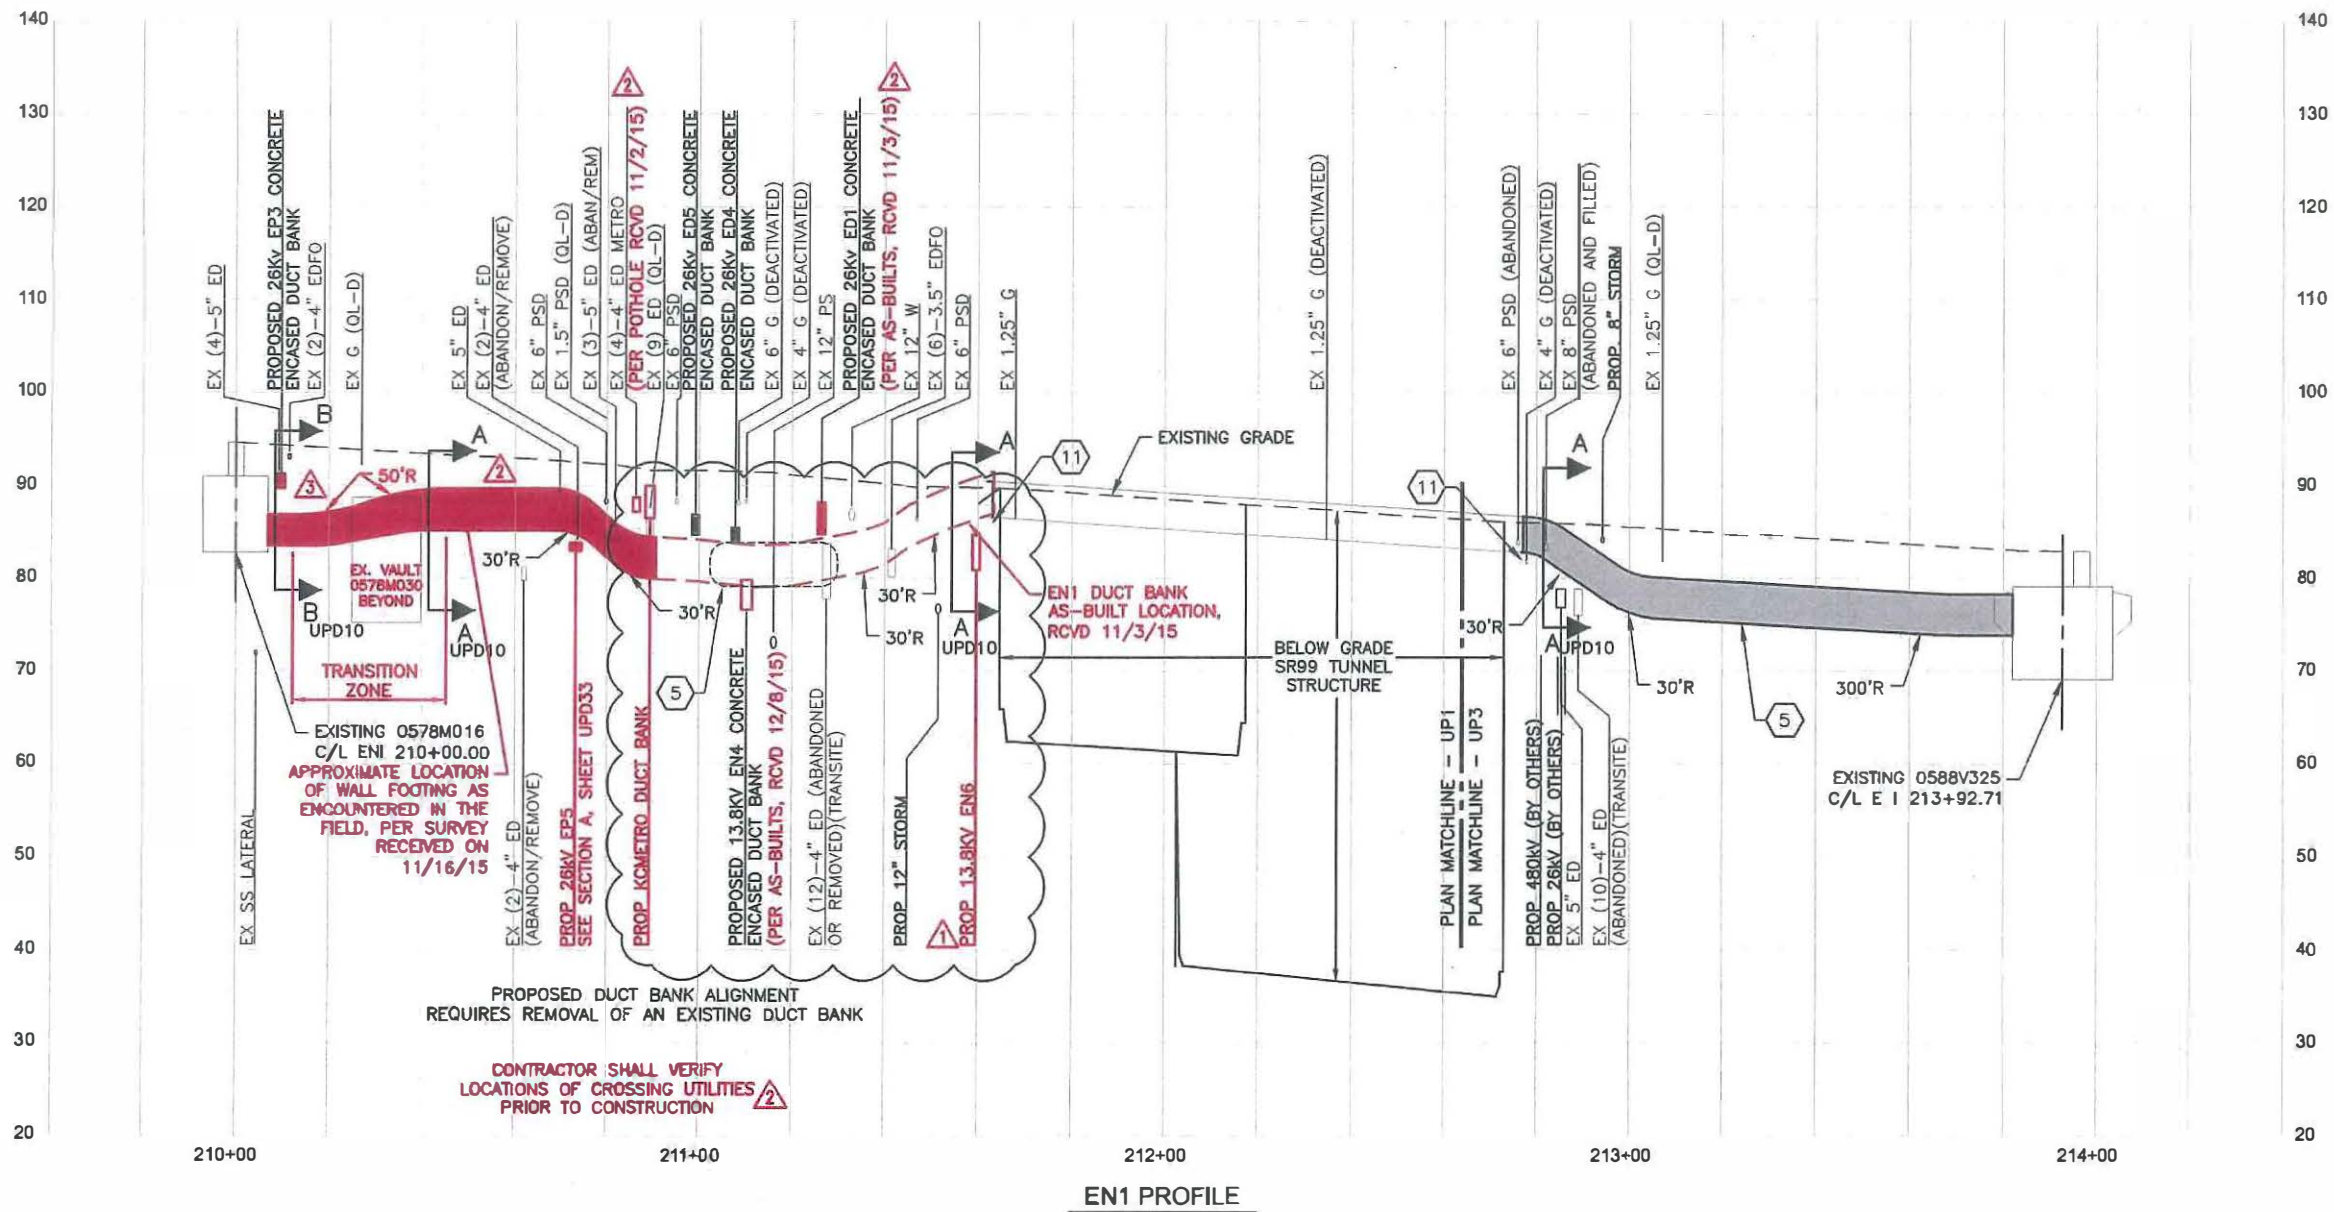 140
130
120
110
100
90
80
70
60
50
40
30
20
140
130
120
110
100
90
80
70
60
50
40
30
20
EX (4)-5" ED
PROPOSED 26Kv EP3 CONCRETE
ENCASED DUCT BANK
EX (2)-4" EDFO
EX G (QL-D)
EX 5" ED
EX (2)-4" ED
(ABANDON/REMOVE)
EX 6" PSD
EX 1.5" PSD (QL-D)
EX (3)-5" ED (ABAN/REM)
EX (4)-4" ED METRO
2
(PER POTHOLE RCVD 11/2/15)
EX (9) ED (QL-D)
EX 6" PSD
PROPOSED 26Kv ED5 CONCRETE
ENCASED DUCT BANK
PROPOSED 26Kv ED4 CONCRETE
ENCASED DUCT BANK
EX 6" G (DEACTIVATED)
EX 4" G (DEACTIVATED)
EX 12" PS
PROPOSED 26Kv ED1 CONCRETE
ENCASED DUCT BANK
2
(PER AS-BUILTS, RCVD 11/3/15)
EX 12" W
EX (6)-3.5" EDFO
EX 6" PSD
EX 1.25" G
EX 1.25" G (DEACTIVATED)
EX 6" PSD (ABANDONED)
EX 4" G (DEACTIVATED)
EX 8" PSD
(ABANDONED AND FILLED)
PROP. 8" STORM
EX 1.25" G (QL-D)
B
A
A
A
EXISTING GRADE
11
11
3
50'R
2
EX. VAULT
0578M030
BEYOND
30'R
30'R
30'R
30'R
30'R
30'R
300'R
B
UPD10
A
UPD10
A
UPD10
A
UPD10
TRANSITION
ZONE
5
5
EN1 DUCT BANK
AS-BUILT LOCATION,
RCVD 11/3/15
BELOW GRADE
SR99 TUNNEL
STRUCTURE
EXISTING 0578M016
C/L ENI 210+00.00
APPROXIMATE LOCATION
OF WALL FOOTING AS
ENCOUNTERED IN THE
FIELD, PER SURVEY
RECEIVED ON
11/16/15
EXISTING 0588V325
C/L E I 213+92.71
EX SS LATERAL
EX (2)-4" ED
(ABANDON/REMOVE)
PROP 26kV EP5
SEE SECTION A, SHEET UPD33
PROP KCMETRO DUCT BANK
PROPOSED 13.8KV EN4 CONCRETE
ENCASED DUCT BANK
(PER AS-BUILTS, RCVD 12/8/15)
EX (12)-4" ED (ABANDONED
OR REMOVED)(TRANSITE)
PROP 12" STORM
1
PROP 13.8KV EN6
PLAN MATCHLINE - UP1
PLAN MATCHLINE - UP3
PROP 480kV (BY OTHERS)
PROP 26kV (BY OTHERS)
EX 5" ED
EX (10)-4" ED
(ABANDONED)(TRANSITE)
PROPOSED DUCT BANK ALIGNMENT
REQUIRES REMOVAL OF AN EXISTING DUCT BANK
CONTRACTOR SHALL VERIFY
LOCATIONS OF CROSSING UTILITIES 2
PRIOR TO CONSTRUCTION
210+00
211+00
212+00
213+00
214+00
EN1 PROFILE